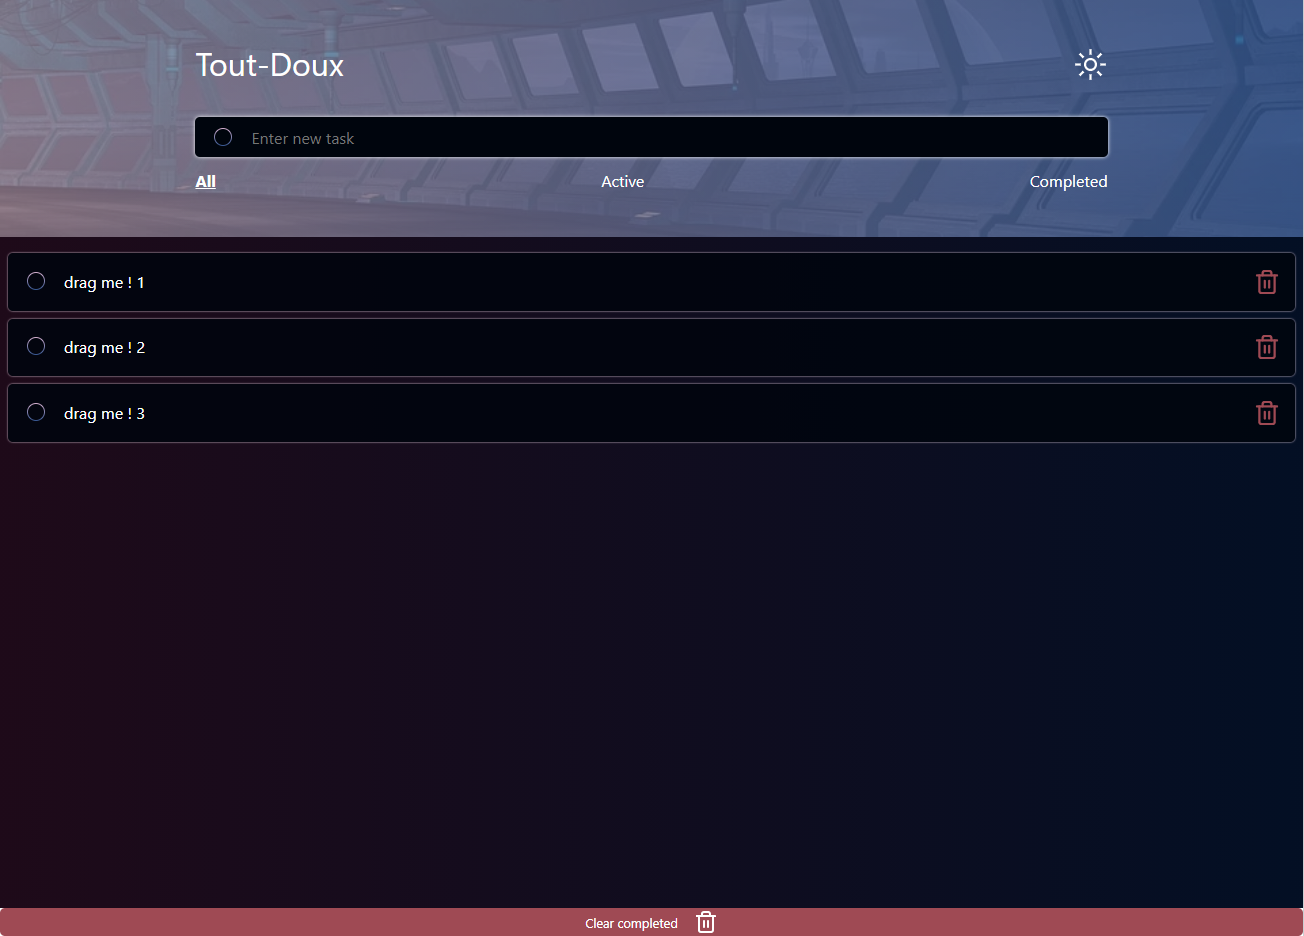 Tout-Doux
Enter new task
All Active Completed
drag me ! 1
drag me ! 2
drag me ! 3
Clear completed